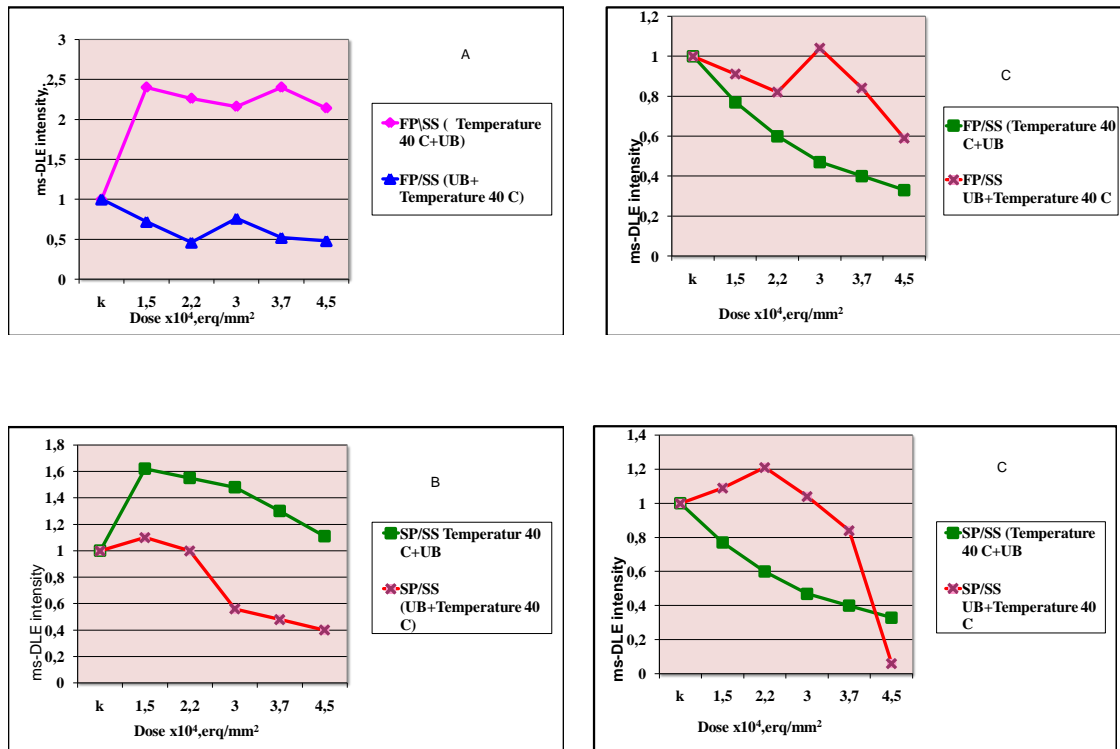 3
2,5
2
1,5
1
0,5
0
ms-DLE intensity,.
k 1,5 2,2 3 3,7 4,5
Dose x10⁴,erq/mm²
A
FP\SS ( Temperature
40 C+UB)
FP/SS (UB+
Temperature 40 C)
1,2
1
0,8
0,6
0,4
0,2
0
ms-DLE intensity
k 1,5 2,2 3 3,7 4,5
Dose x10⁴,erq/mm²
C
FP/SS (Temperature 40
C+UB
FP/SS
UB+Temperature 40 C
1,8
1,6
1,4
1,2
1
0,8
0,6
0,4
0,2
0
ms-DLE intensity
k 1,5 2,2 3 3,7 4,5
Dose x10⁴,erq/mm²
B
SP/SS Temperatur 40
C+UB
SP/SS
(UB+Temperature 40
C)
1,4
1,2
1
0,8
0,6
0,4
0,2
0
ms-DLE intensity
k 1,5 2,2 3 3,7 4,5
Dose x10⁴,erq/mm²
C
SP/SS (Temperature
40 C+UB
SP/SS
UB+Temperature 40
C